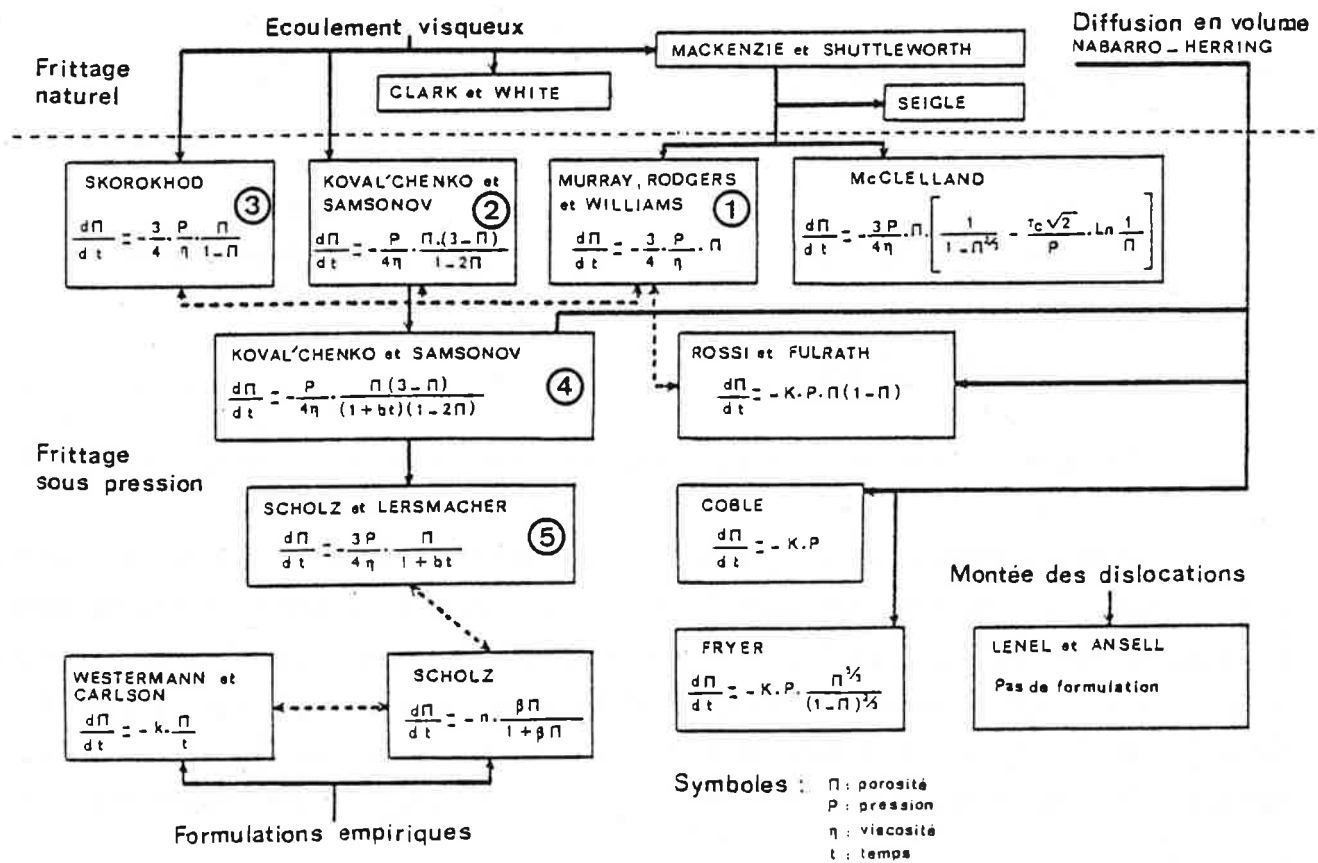 Ecoulement visqueux
Diffusion en volume
NABARRO_HERRING
Frittage
naturel
MACKENZIE et SHUTTLEWORTH
CLARK et WHITE
SEIGLE
SKOROKHOD
③
dΠ/dt = -3/4 · P/η · Π/(1-Π)
KOVAL'CHENKO et
SAMSONOV
②
dΠ/dt = -P/4η · Π.(3-Π)/(1-2Π)
MURRAY, RODGERS
et WILLIAMS
①
dΠ/dt = -3/4 · P/η · Π
McCLELLAND
dΠ/dt = -3P/4η · Π · [1/(1-Π^2/3) - τc√2/P · Ln 1/Π]
KOVAL'CHENKO et SAMSONOV
④
dΠ/dt = -P/4η · Π(3-Π)/((1+bt)(1-2Π))
ROSSI et FULRATH
dΠ/dt = -K·P·Π(1-Π)
Frittage
sous pression
SCHOLZ et LERSMACHER
⑤
dΠ/dt = -3P/4η · Π/(1+bt)
COBLE
dΠ/dt = -K.P
Montée des dislocations
WESTERMANN et
CARLSON
dΠ/dt = -k·Π/t
SCHOLZ
dΠ/dt = -n · βΠ/(1+βΠ)
FRYER
dΠ/dt = -K.P. Π^5/3/(1-Π)^2/3
LENEL et ANSELL
Pas de formulation
Formulations empiriques
Symboles :
Π : porosité
P : pression
η : viscosité
t : temps